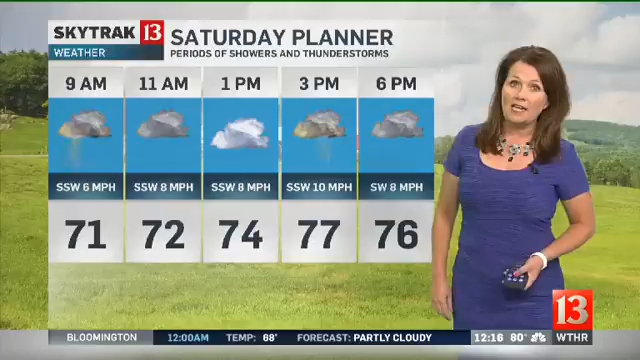 SKYTRAK 13
WEATHER
SATURDAY PLANNER
PERIODS OF SHOWERS AND THUNDERSTORMS
9 AM 11 AM 1 PM 3 PM 6 PM
SSW 6 MPH SSW 8 MPH SSW 8 MPH SSW 10 MPH SW 8 MPH
71 72 74 77 76
13
BLOOMINGTON 12:00AM TEMP: 68° FORECAST: PARTLY CLOUDY 12:16 80° WTHR